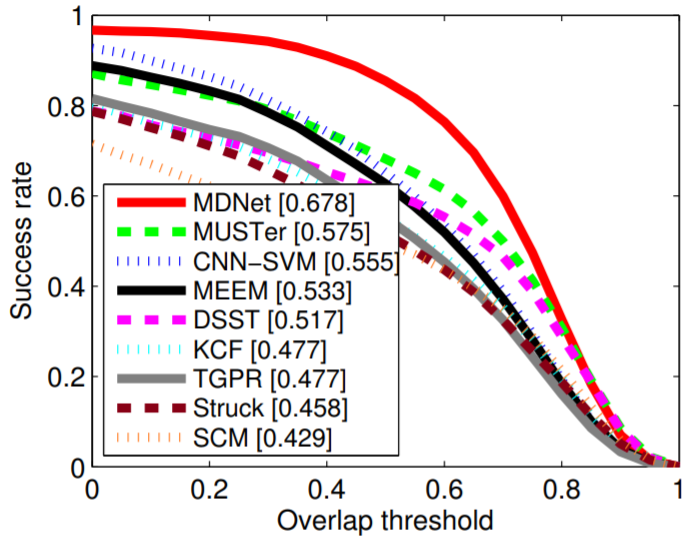 1
0.8
0.6
0.4
0.2
0
Success rate
MDNet [0.678]
MUSTer [0.575]
CNN−SVM [0.555]
MEEM [0.533]
DSST [0.517]
KCF [0.477]
TGPR [0.477]
Struck [0.458]
SCM [0.429]
0 0.2 0.4 0.6 0.8 1
Overlap threshold